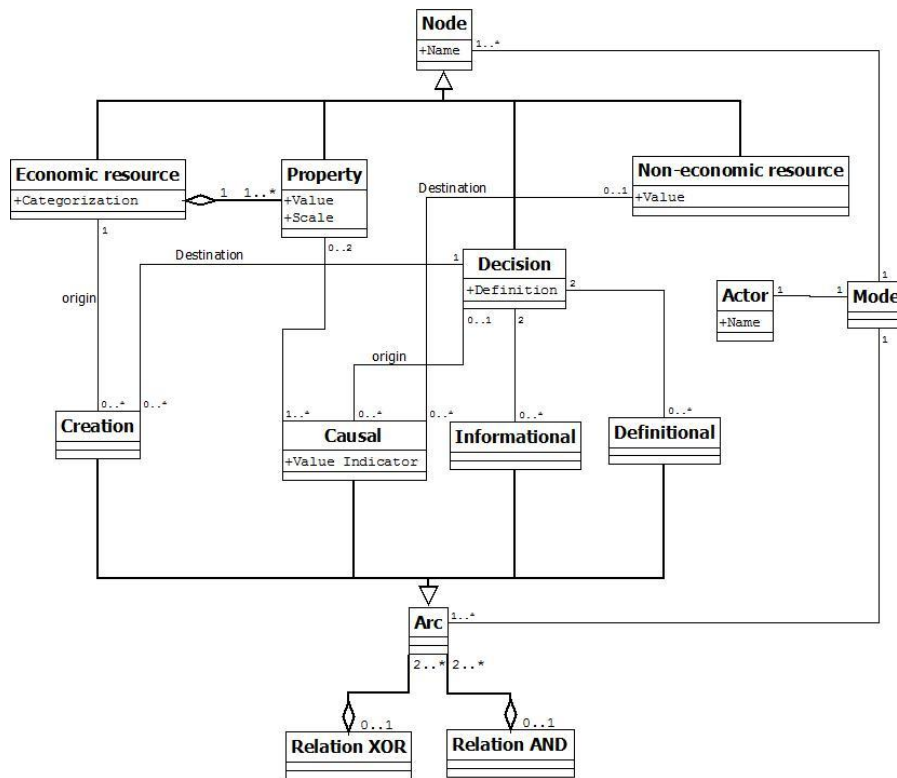 Node
+Name
1..*
Economic resource
+Categorization
1
1..*
Property
+Value
+Scale
Destination
0..1
Non-economic resource
+Value
1
0..2
Destination
1
Decision
+Definition
2
1
Actor
+Name
1
1
Mode
origin
0..1
2
1
origin
0..*
0..*
1..*
0..*
0..*
0..*
0..*
Creation
Causal
+Value Indicator
Informational
Definitional
Arc
1..*
2..*
2..*
0..1
0..1
Relation XOR
Relation AND